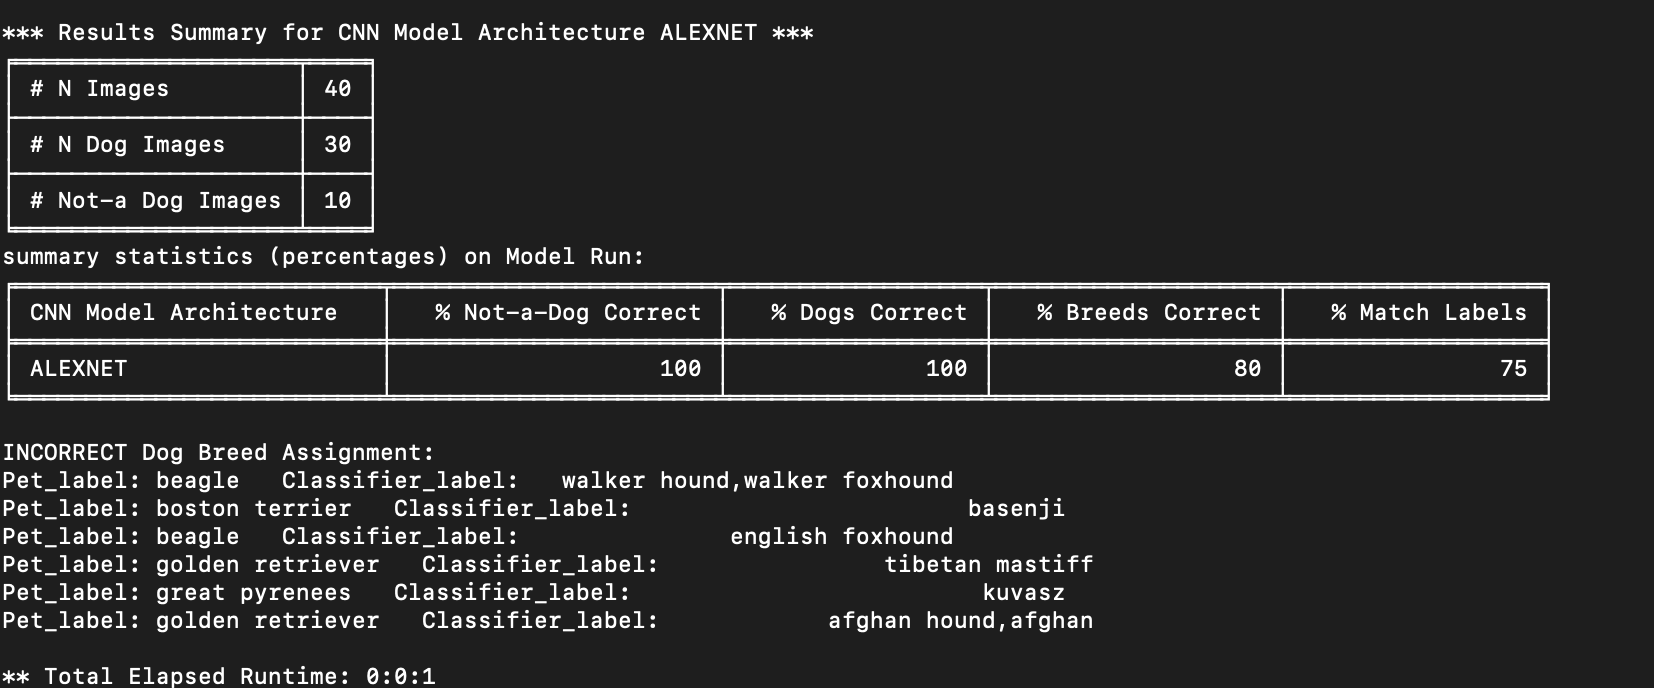 *** Results Summary for CNN Model Architecture ALEXNET ***
# N Images 40
# N Dog Images 30
# Not-a Dog Images 10
summary statistics (percentages) on Model Run:
CNN Model Architecture % Not-a-Dog Correct % Dogs Correct % Breeds Correct % Match Labels
ALEXNET 100 100 80 75
INCORRECT Dog Breed Assignment:
Pet_label: beagle Classifier_label: walker hound,walker foxhound
Pet_label: boston terrier Classifier_label: basenji
Pet_label: beagle Classifier_label: english foxhound
Pet_label: golden retriever Classifier_label: tibetan mastiff
Pet_label: great pyrenees Classifier_label: kuvasz
Pet_label: golden retriever Classifier_label: afghan hound,afghan
** Total Elapsed Runtime: 0:0:1